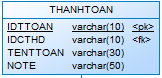 THANHTOAN
IDTTOAN varchar(10) <pk>
IDCTHD varchar(10) <fk>
TENTTOAN varchar(30)
NOTE varchar(50)